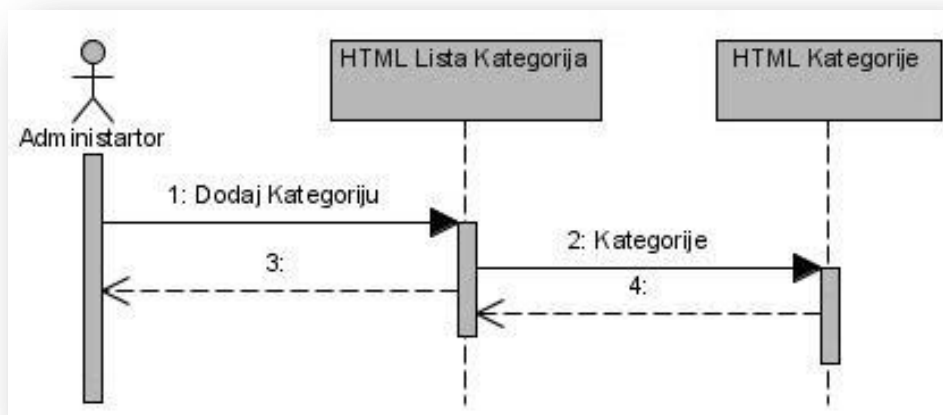 HTML Lista Kategorija
HTML Kategorije
Administartor
1: Dodaj Kategoriju
2: Kategorije
3:
4: